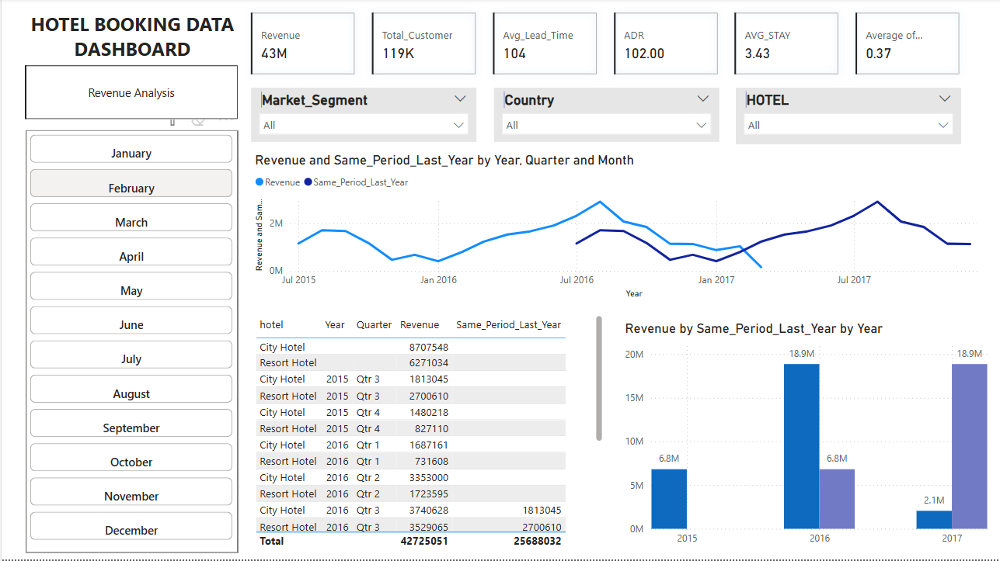 HOTEL BOOKING DATA
DASHBOARD
Revenue Analysis
January
February
March
April
May
June
July
August
September
October
November
December
Revenue
43M
Total_Customer
119K
Avg_Lead_Time
104
ADR
102.00
AVG_STAY
3.43
Average of...
0.37
Market_Segment
All
Country
All
HOTEL
All
Revenue and Same_Period_Last_Year by Year, Quarter and Month
Revenue Same_Period_Last_Year
Revenue and Sam...
2M
0M
Jul 2015 Jan 2016 Jul 2016 Jan 2017 Jul 2017
Year
hotel Year Quarter Revenue Same_Period_Last_Year
City Hotel 8707548
Resort Hotel 6271034
City Hotel 2015 Qtr 3 1813045
Resort Hotel 2015 Qtr 3 2700610
City Hotel 2015 Qtr 4 1480218
Resort Hotel 2015 Qtr 4 827110
City Hotel 2016 Qtr 1 1687161
Resort Hotel 2016 Qtr 1 731608
City Hotel 2016 Qtr 2 3353000
Resort Hotel 2016 Qtr 2 1723595
City Hotel 2016 Qtr 3 3740628 1813045
Resort Hotel 2016 Qtr 3 3529065 2700610
Total 42725051 25688032
Revenue by Same_Period_Last_Year by Year
20M
15M
10M
5M
0M
6.8M
18.9M
6.8M
2.1M
18.9M
2015 2016 2017